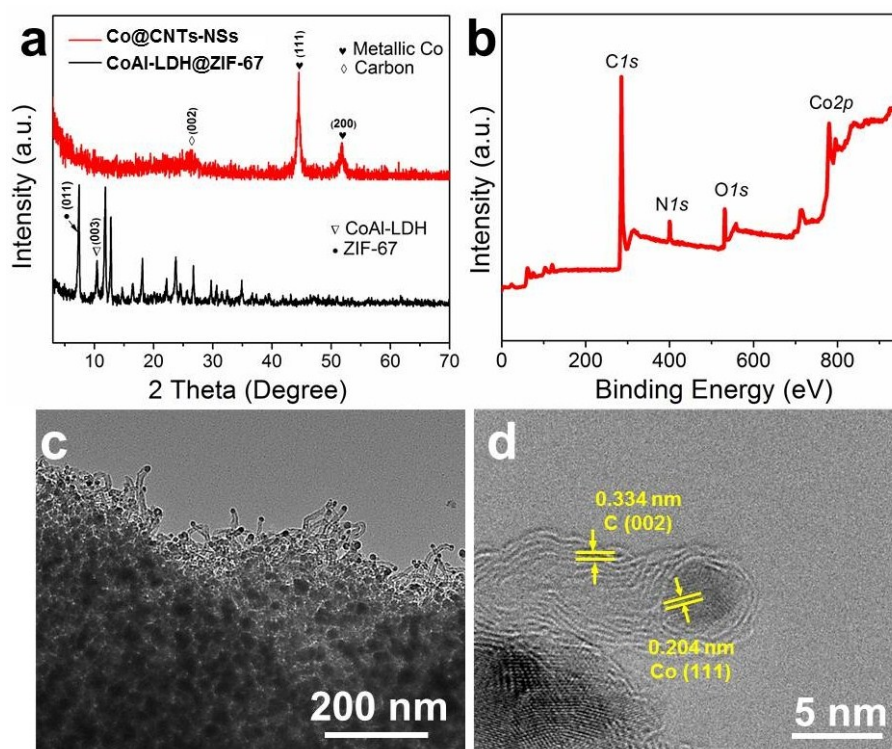 a
Co@CNTs-NSs
CoAl-LDH@ZIF-67
♥ Metallic Co
◊ Carbon
♥ (111)
♥ (200)
◊ (002)
• (011)
▽ (003)
▽ CoAl-LDH
• ZIF-67
Intensity (a.u.)
10 20 30 40 50 60 70
2 Theta (Degree)
b
C1s
N1s
O1s
Co2p
Intensity (a.u.)
0 200 400 600 800
Binding Energy (eV)
c
200 nm
d
0.334 nm
C (002)
0.204 nm
Co (111)
5 nm